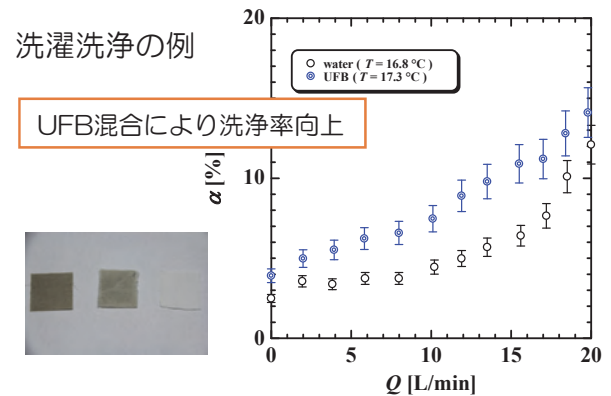 洗濯洗浄の例
UFB混合により洗浄率向上
20
water ( T = 16.8 °C )
UFB ( T = 17.3 °C )
α [%]
10
0
0 5 10 15 20
Q [L/min]